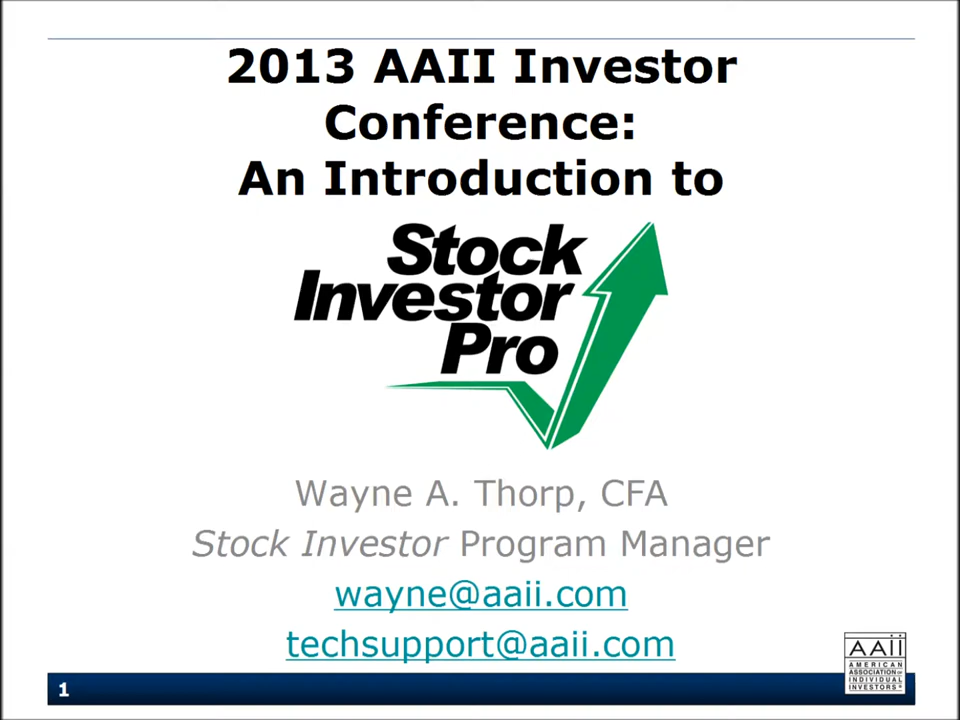 2013 AAII Investor
Conference:
An Introduction to
Stock
Investor
Pro
Wayne A. Thorp, CFA
Stock Investor Program Manager
wayne@aaii.com
techsupport@aaii.com
1
AAii
AMERICAN
ASSOCIATION OF
INDIVIDUAL
INVESTORS®